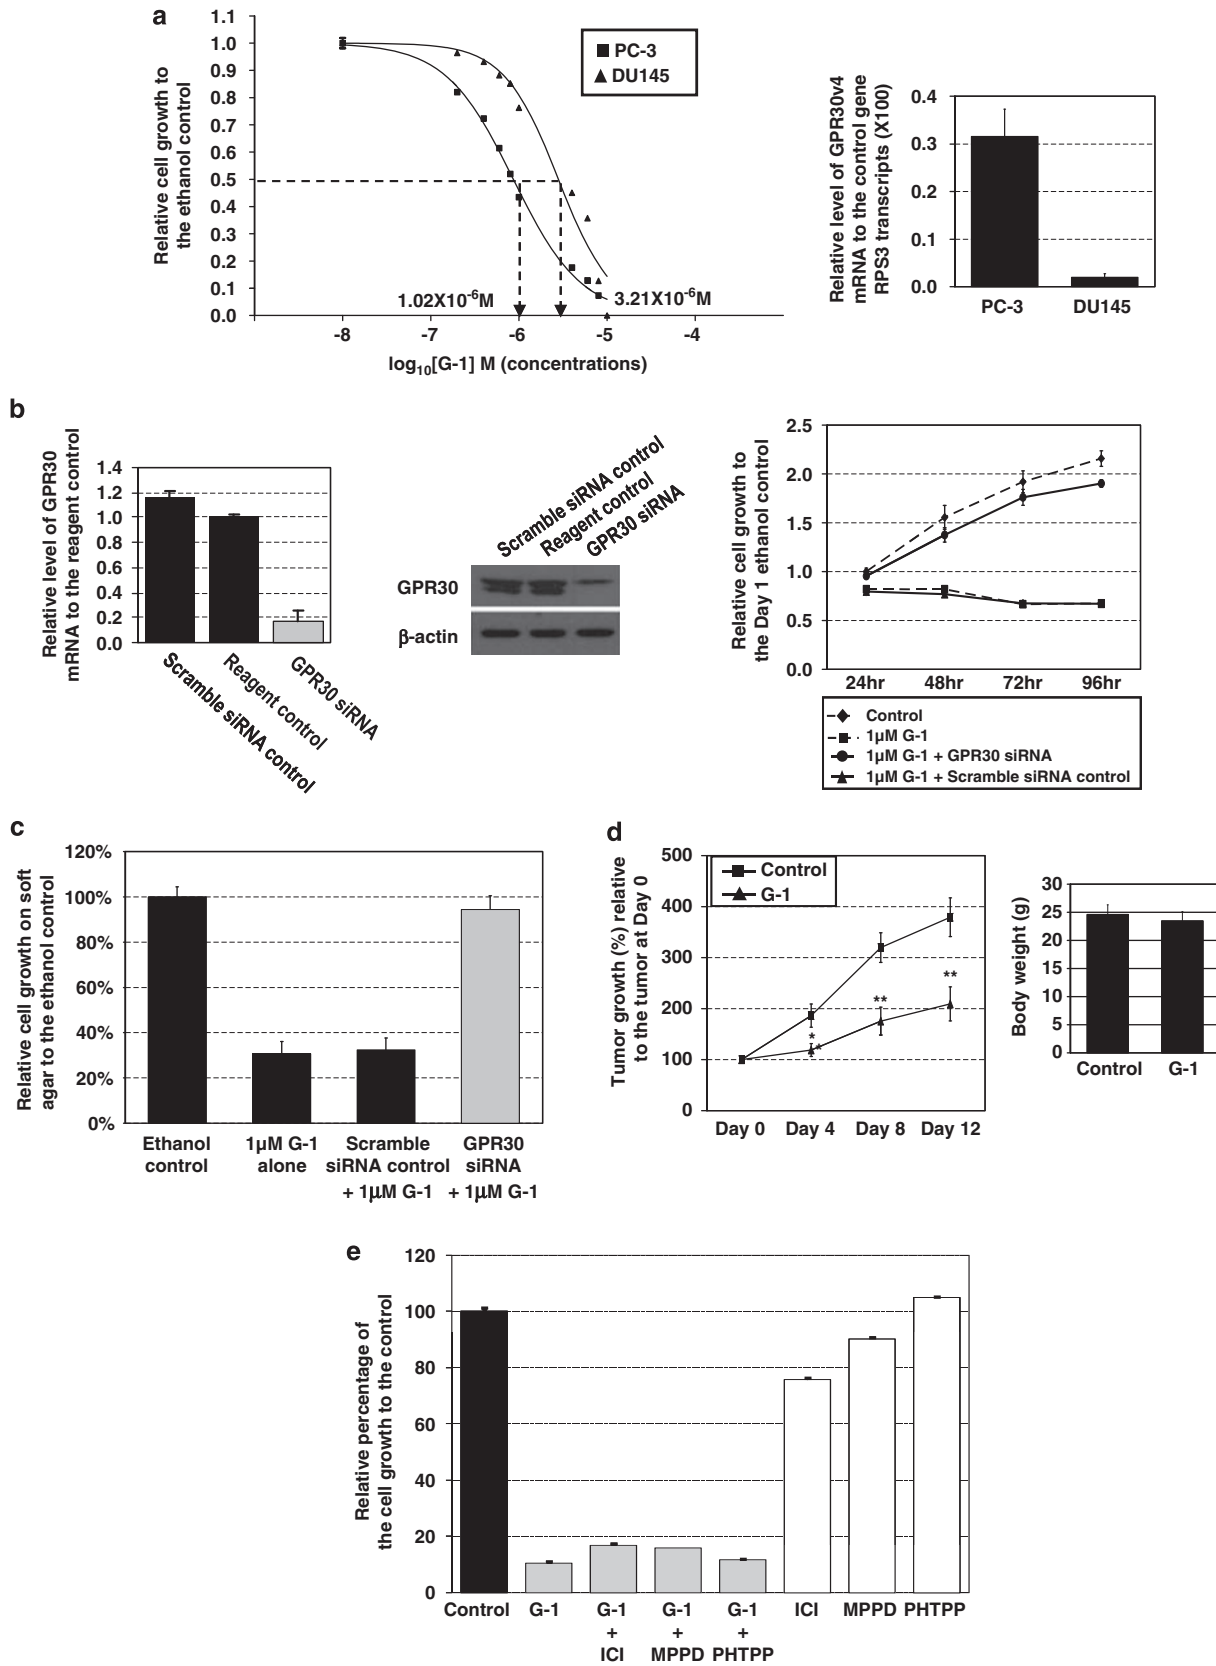 a
1.1
1.0
0.9
0.8
0.7
0.6
0.5
0.4
0.3
0.2
0.1
0.0
Relative cell growth to
the ethanol control
PC-3
DU145
1.02X10-6M
3.21X10-6M
-8
-7
-6
-5
-4
log10[G-1] M (concentrations)
Relative level of GPR30v4
mRNA to the control gene
RPS3 transcripts (X100)
0.4
0.3
0.2
0.1
0.0
PC-3
DU145
b
Relative level of GPR30
mRNA to the reagent control
1.4
1.2
1.0
0.8
0.6
0.4
0.2
0.0
Scramble siRNA control
Reagent control
GPR30 siRNA
Scramble siRNA control
Reagent control
GPR30 siRNA
GPR30
β-actin
Relative cell growth to
the Day 1 ethanol control
2.5
2.0
1.5
1.0
0.5
0.0
24hr
48hr
72hr
96hr
Control
1μM G-1
1μM G-1 + GPR30 siRNA
1μM G-1 + Scramble siRNA control
c
Relative cell growth on soft
agar to the ethanol control
120%
100%
80%
60%
40%
20%
0%
Ethanol
control
1μM G-1
alone
Scramble
siRNA control
+ 1μM G-1
GPR30
siRNA
+ 1μM G-1
d
Tumor growth (%) relative
to the tumor at Day 0
500
400
300
200
100
0
Control
G-1
*
**
**
Day 0
Day 4
Day 8
Day 12
Body weight (g)
30
25
20
15
10
5
0
Control
G-1
e
Relative percentage of
the cell growth to the control
120
100
80
60
40
20
0
Control
G-1
G-1
+
ICI
G-1
+
MPPD
G-1
+
PHTPP
ICI
MPPD
PHTPP